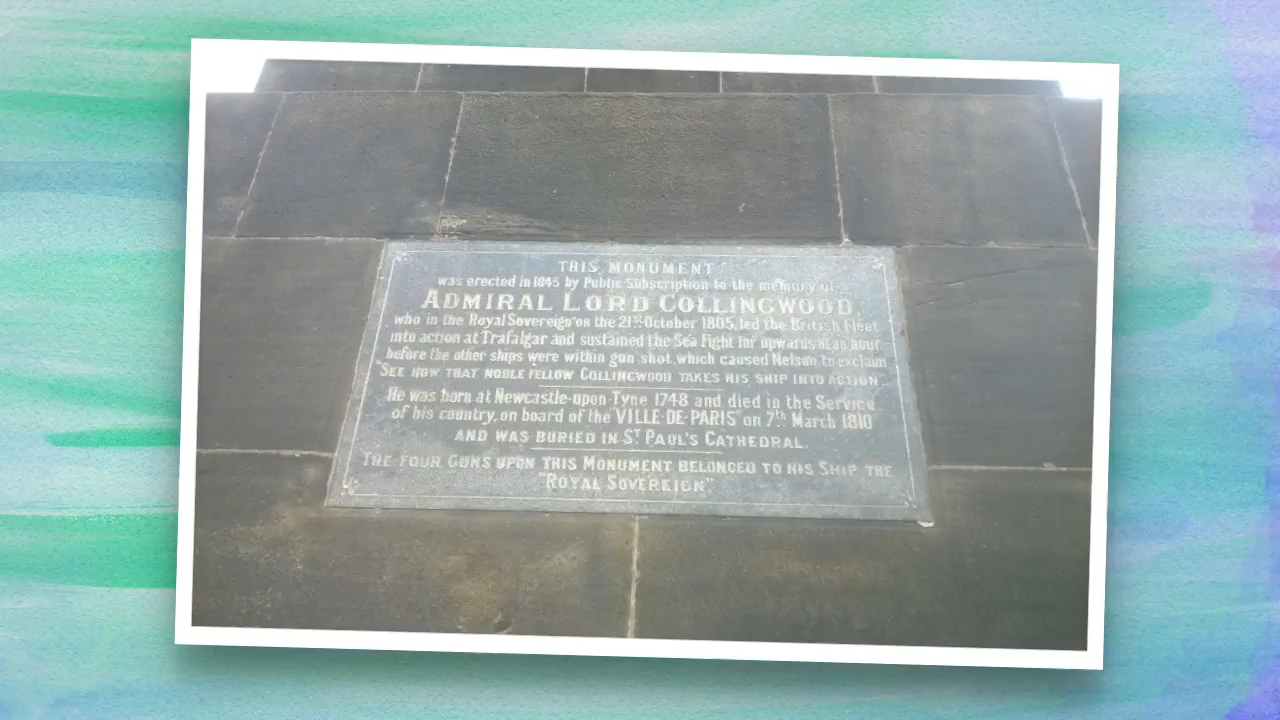 THIS MONUMENT
was erected in 1845 by Public Subscription to the memory of
ADMIRAL LORD COLLINGWOOD,
who in the "Royal Sovereign" on the 21st October 1805, led the British Fleet
into action at Trafalgar and sustained the Sea Fight for upwards of an hour
before the other ships were within gun shot, which caused Nelson to exclaim
"SEE HOW THAT NOBLE FELLOW COLLINGWOOD TAKES HIS SHIP INTO ACTION"
He was born at Newcastle-upon-Tyne 1748 and died in the Service
of his country, on board of the "VILLE DE PARIS" on 7th March 1810
AND WAS BURIED IN ST PAUL'S CATHEDRAL.
THE FOUR GUNS UPON THIS MONUMENT BELONGED TO HIS SHIP, THE
"ROYAL SOVEREIGN".